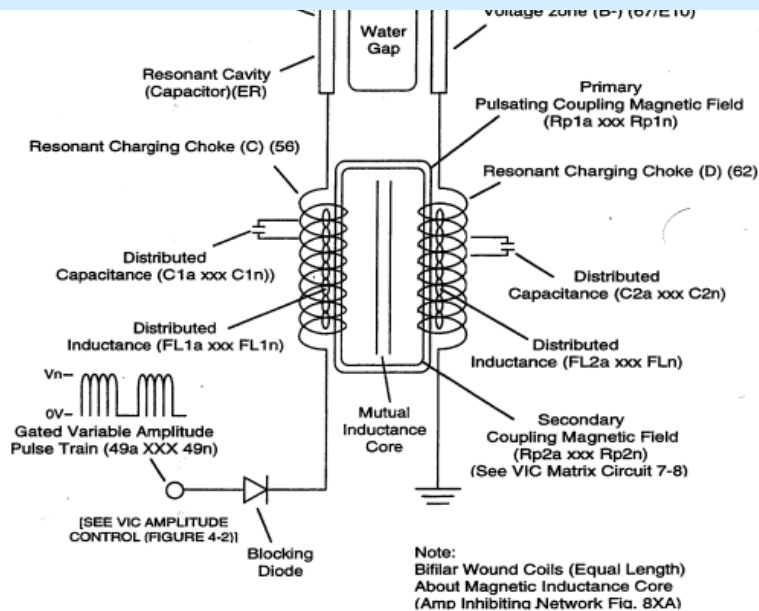 Voltage Zone (B-) (67/E10)
Water
Gap
Resonant Cavity
(Capacitor)(ER)
Primary
Pulsating Coupling Magnetic Field
(Rp1a xxx Rp1n)
Resonant Charging Choke (C) (56)
Resonant Charging Choke (D) (62)
Distributed
Capacitance (C1a xxx C1n))
Distributed
Capacitance (C2a xxx C2n)
Distributed
Inductance (FL1a xxx FL1n)
Distributed
Inductance (FL2a xxx FLn)
Vn
0V
Gated Variable Amplitude
Pulse Train (49a XXX 49n)
Mutual
Inductance
Core
Secondary
Coupling Magnetic Field
(Rp2a xxx Rp2n)
(See VIC Matrix Circuit 7-8)
[SEE VIC AMPLITUDE
CONTROL (FIGURE 4-2)]
Blocking
Diode
Note:
Bifilar Wound Coils (Equal Length)
About Magnetic Inductance Core
(Amp Inhibiting Network Fig. 8XA)